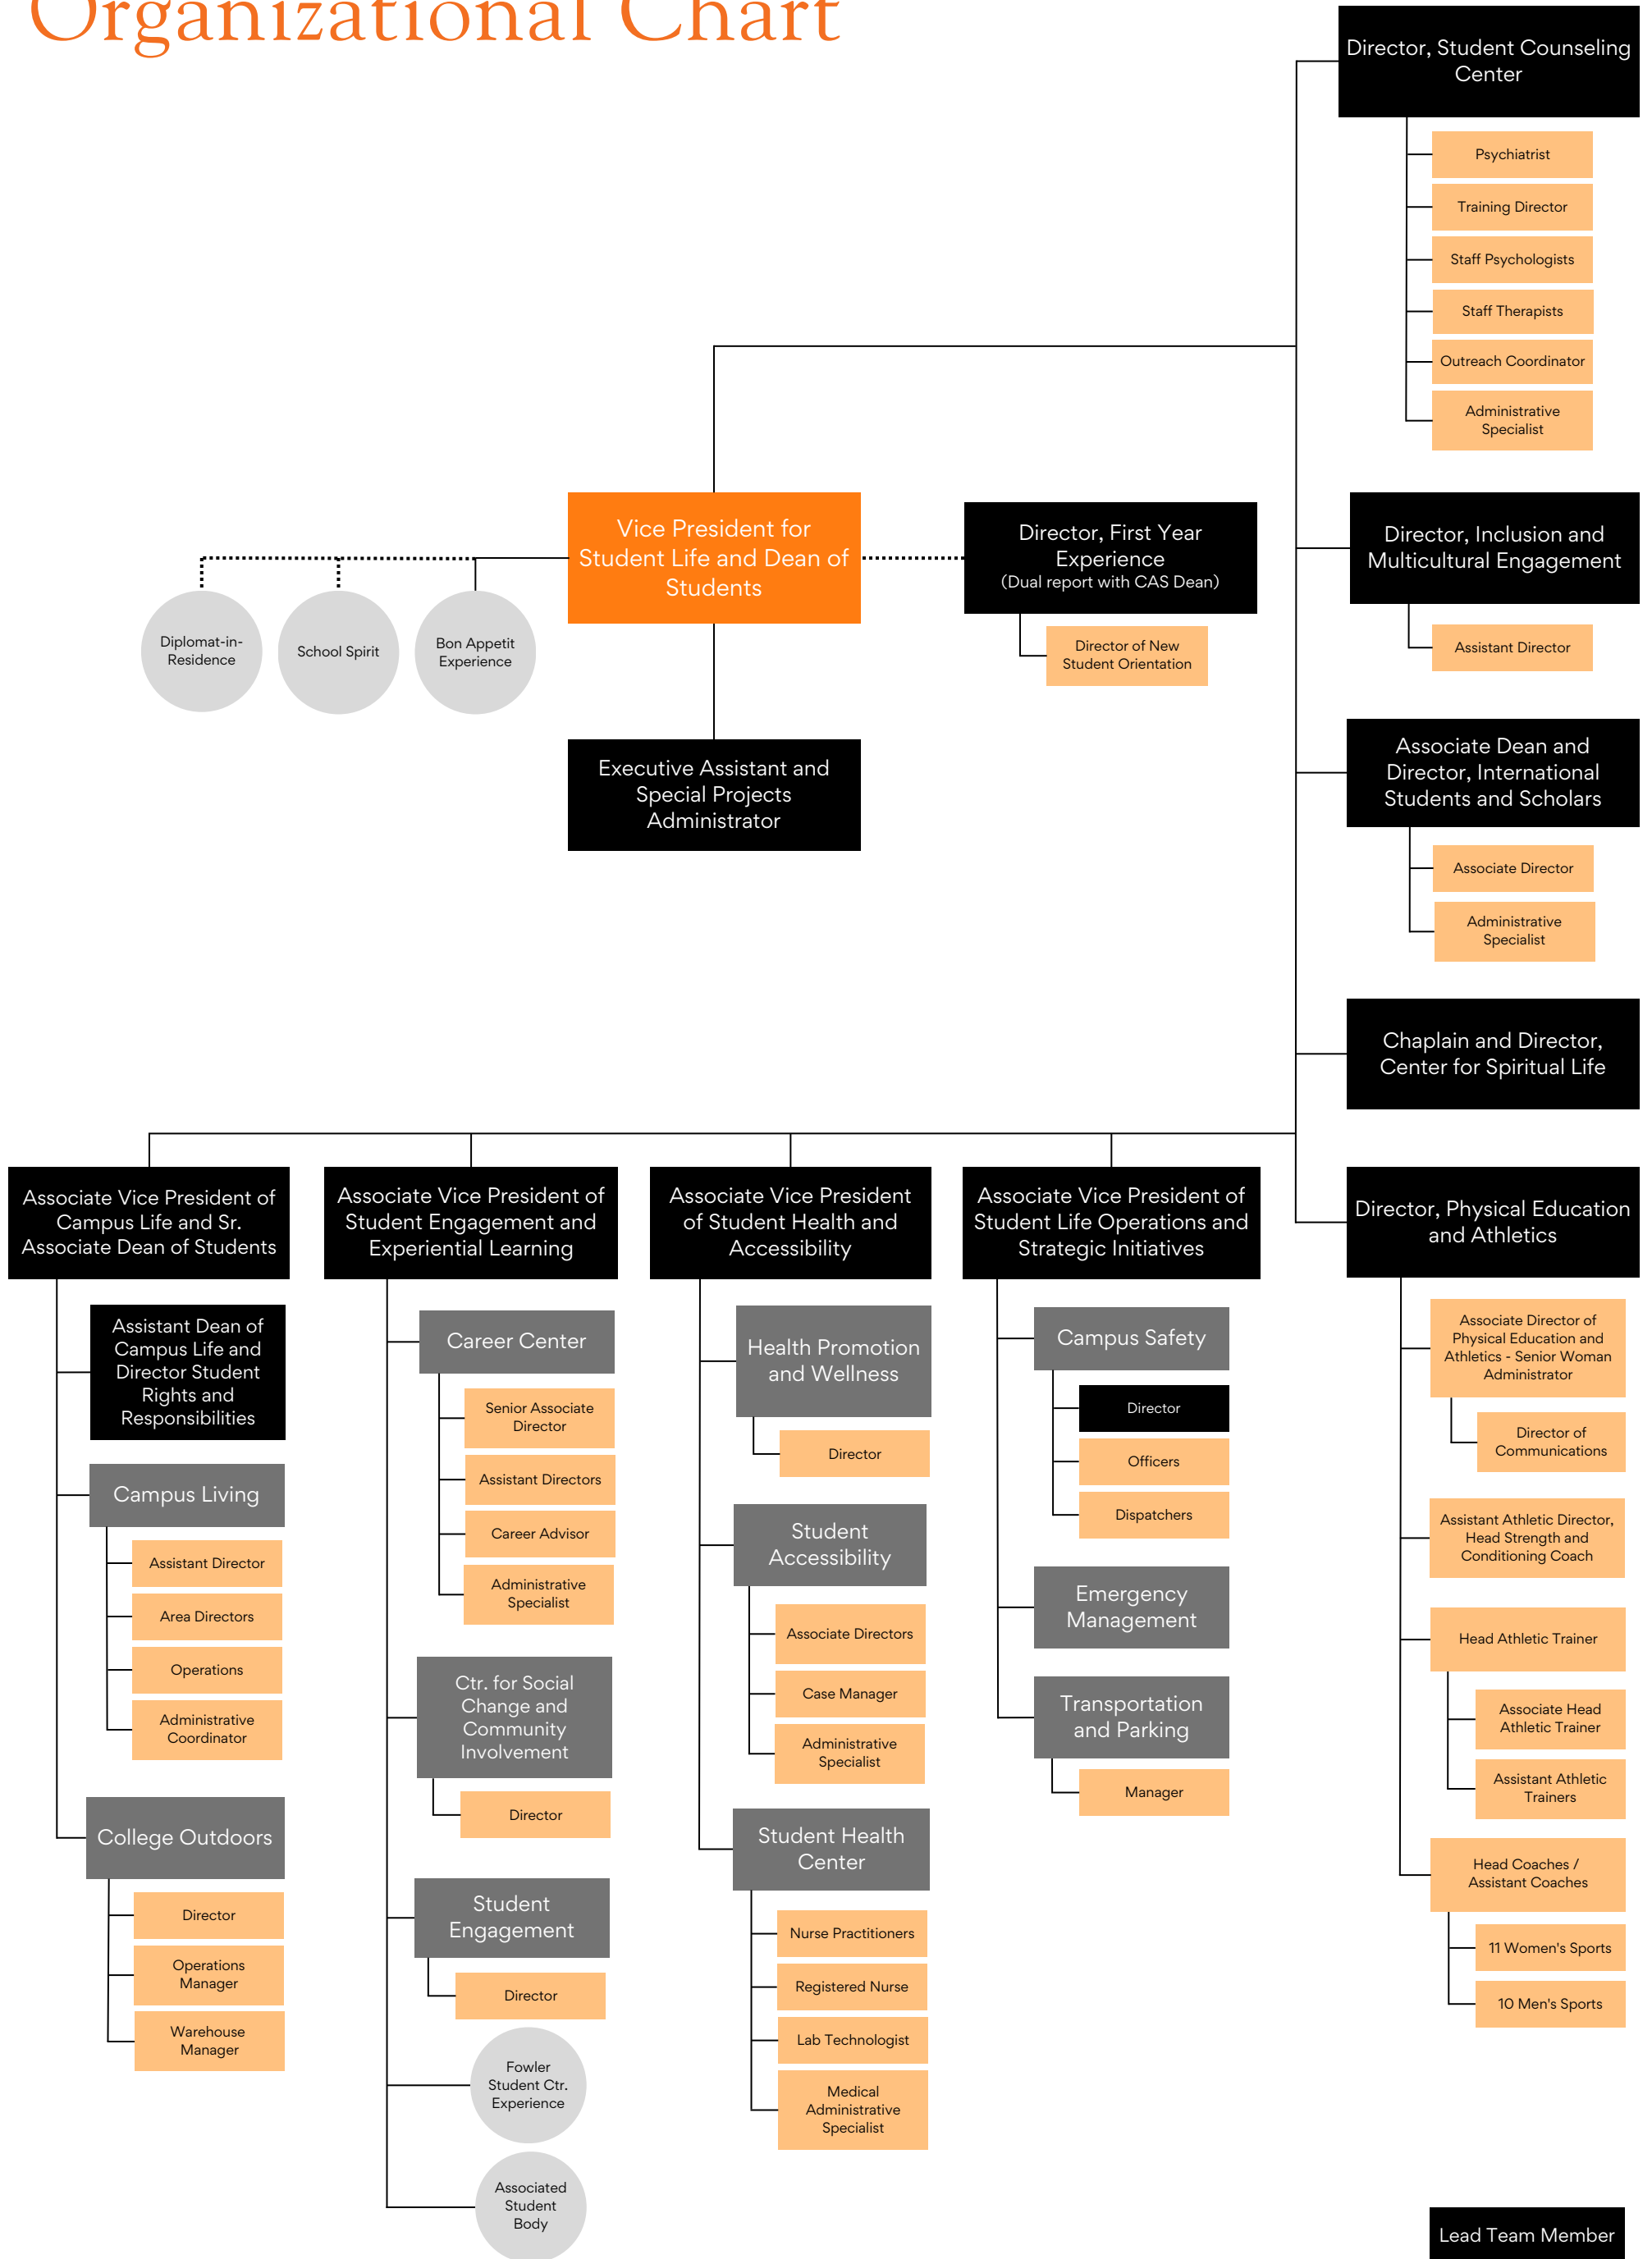 Organizational Chart
Director, Student Counseling
Center
Psychiatrist
Training Director
Staff Psychologists
Staff Therapists
Outreach Coordinator
Administrative
Specialist
Vice President for
Student Life and Dean of
Students
Director, First Year
Experience
(Dual report with CAS Dean)
Director of New
Student Orientation
Diplomat-in-
Residence
School Spirit
Bon Appetit
Experience
Executive Assistant and
Special Projects
Administrator
Director, Inclusion and
Multicultural Engagement
Assistant Director
Associate Dean and
Director, International
Students and Scholars
Associate Director
Administrative
Specialist
Chaplain and Director,
Center for Spiritual Life
Associate Vice President of
Campus Life and Sr.
Associate Dean of Students
Assistant Dean of
Campus Life and
Director Student
Rights and
Responsibilities
Campus Living
Assistant Director
Area Directors
Operations
Administrative
Coordinator
College Outdoors
Director
Operations
Manager
Warehouse
Manager
Associate Vice President of
Student Engagement and
Experiential Learning
Career Center
Senior Associate
Director
Assistant Directors
Career Advisor
Administrative
Specialist
Ctr. for Social
Change and
Community
Involvement
Director
Student
Engagement
Director
Fowler
Student Ctr.
Experience
Associated
Student
Body
Associate Vice President
of Student Health and
Accessibility
Health Promotion
and Wellness
Director
Student
Accessibility
Associate Directors
Case Manager
Administrative
Specialist
Student Health
Center
Nurse Practitioners
Registered Nurse
Lab Technologist
Medical
Administrative
Specialist
Associate Vice President of
Student Life Operations and
Strategic Initiatives
Campus Safety
Director
Officers
Dispatchers
Emergency
Management
Transportation
and Parking
Manager
Director, Physical Education
and Athletics
Associate Director of
Physical Education and
Athletics - Senior Woman
Administrator
Director of
Communications
Assistant Athletic Director,
Head Strength and
Conditioning Coach
Head Athletic Trainer
Associate Head
Athletic Trainer
Assistant Athletic
Trainers
Head Coaches /
Assistant Coaches
11 Women's Sports
10 Men's Sports
Lead Team Member